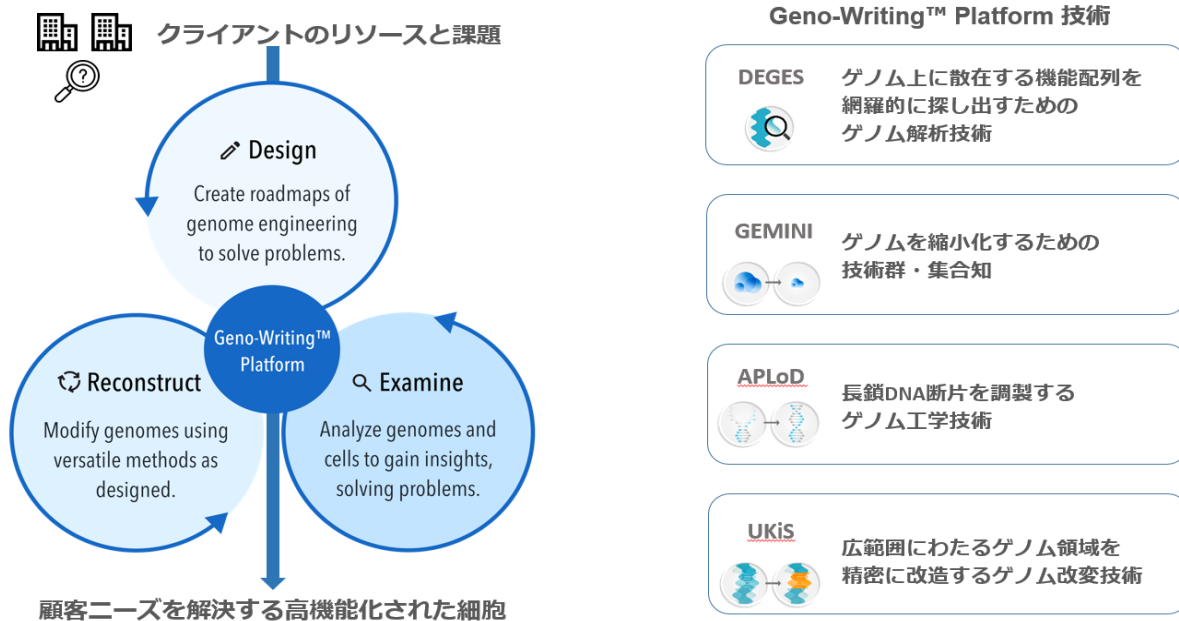 クライアントのリソースと課題
?
Design
Create roadmaps of
genome engineering
to solve problems.
Geno-Writing™
Platform
Reconstruct
Modify genomes using
versatile methods as
designed.
Examine
Analyze genomes and
cells to gain insights,
solving problems.
顧客ニーズを解決する高機能化された細胞
Geno-Writing™ Platform 技術
DEGES
ゲノム上に散在する機能配列を
網羅的に探し出すための
ゲノム解析技術
GEMINI
ゲノムを縮小化するための
技術群・集合知
APLoD
長鎖DNA断片を調製する
ゲノム工学技術
UKiS
広範囲にわたるゲノム領域を
精密に改造するゲノム改変技術